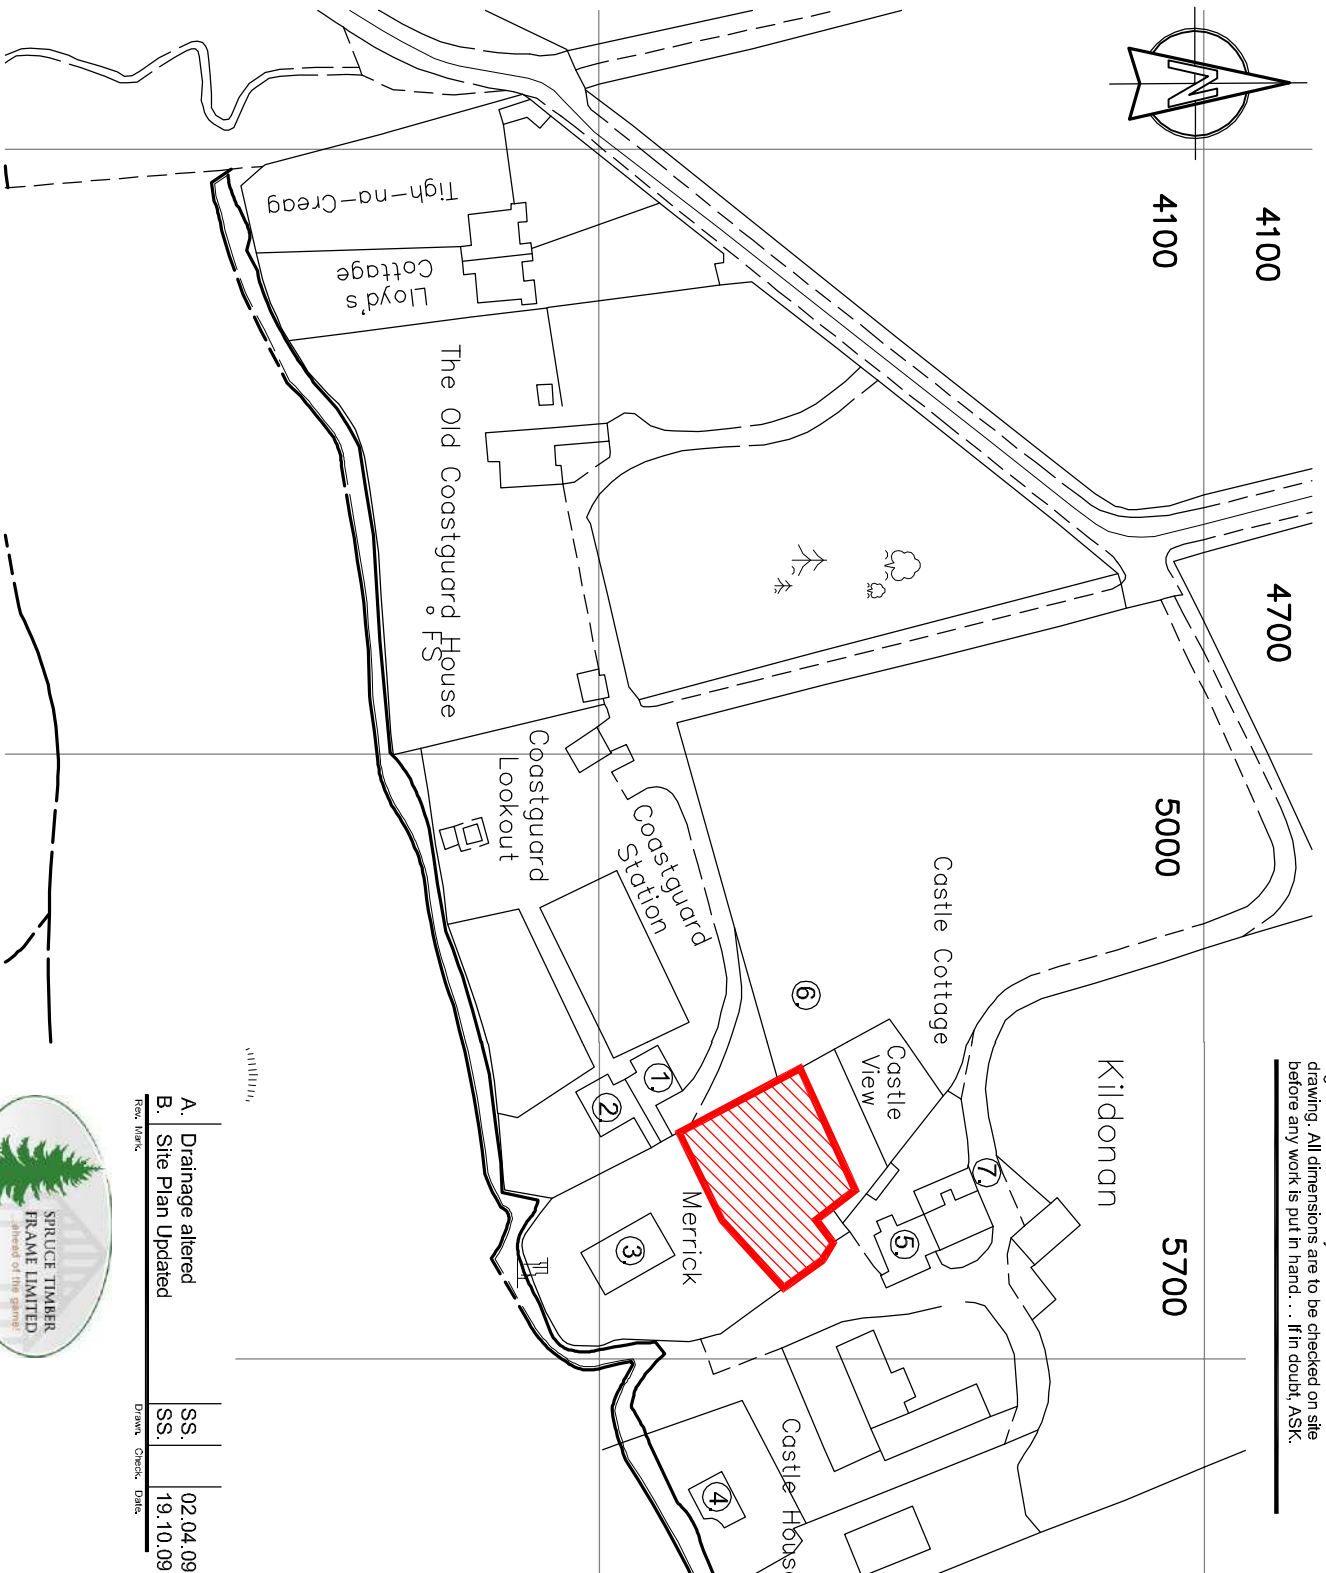 drawing. All dimensions are to be checked on site
before any work is put in hand. . . If in doubt, ASK.
N
4100
4100
4700
5000
5700
Kildonan
Castle Cottage
Castle
View
7.
6.
5.
Merrick
Castle House
4.
3.
1.
2.
Coastguard
Station
Coastguard
Lookout
The Old Coastguard House
FS
Lloyd's
Cottage
Tigh-na-Creag
A. Drainage altered SS. 02.04.09
B. Site Plan Updated SS. 19.10.09
Rev. Mark. Drawn. Check. Date.
SPRUCE TIMBER
FRAME LIMITED
...ahead of the game!